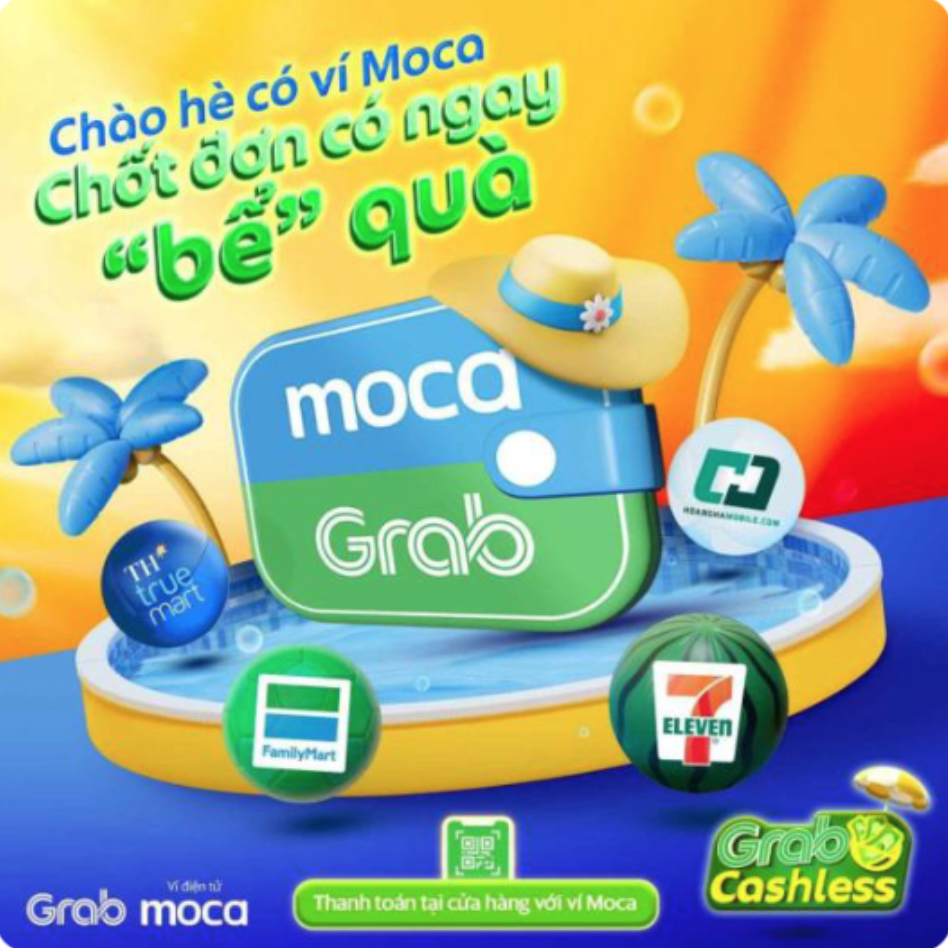 Chào hè có ví Moca
Chốt đơn có ngay
“bể” quà
moca
Grab
HOANGHAMOBILE.COM
TH
true
mart
FamilyMart
7
ELEVEN
Grab
Cashless
Ví điện tử
Grab moca
Thanh toán tại cửa hàng với ví Moca